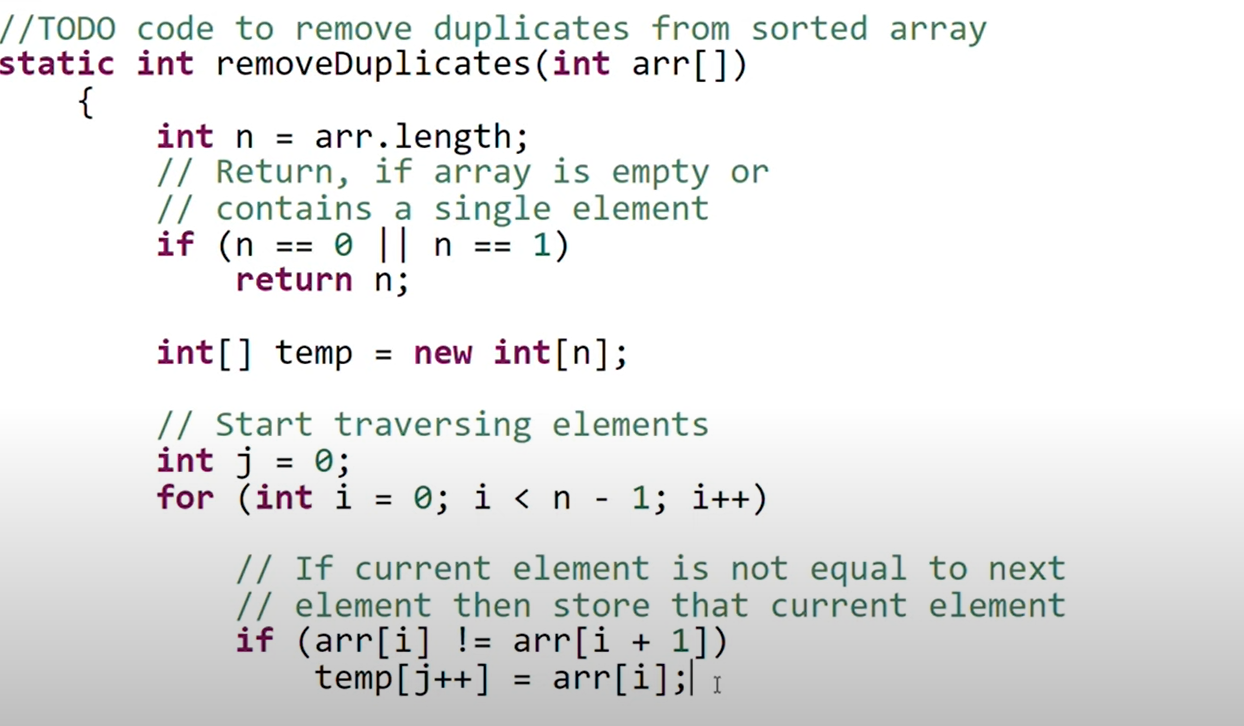 //TODO code to remove duplicates from sorted array
static int removeDuplicates(int arr[])
{
int n = arr.length;
// Return, if array is empty or
// contains a single element
if (n == 0 || n == 1)
return n;
int[] temp = new int[n];
// Start traversing elements
int j = 0;
for (int i = 0; i < n - 1; i++)
// If current element is not equal to next
// element then store that current element
if (arr[i] != arr[i + 1])
temp[j++] = arr[i];